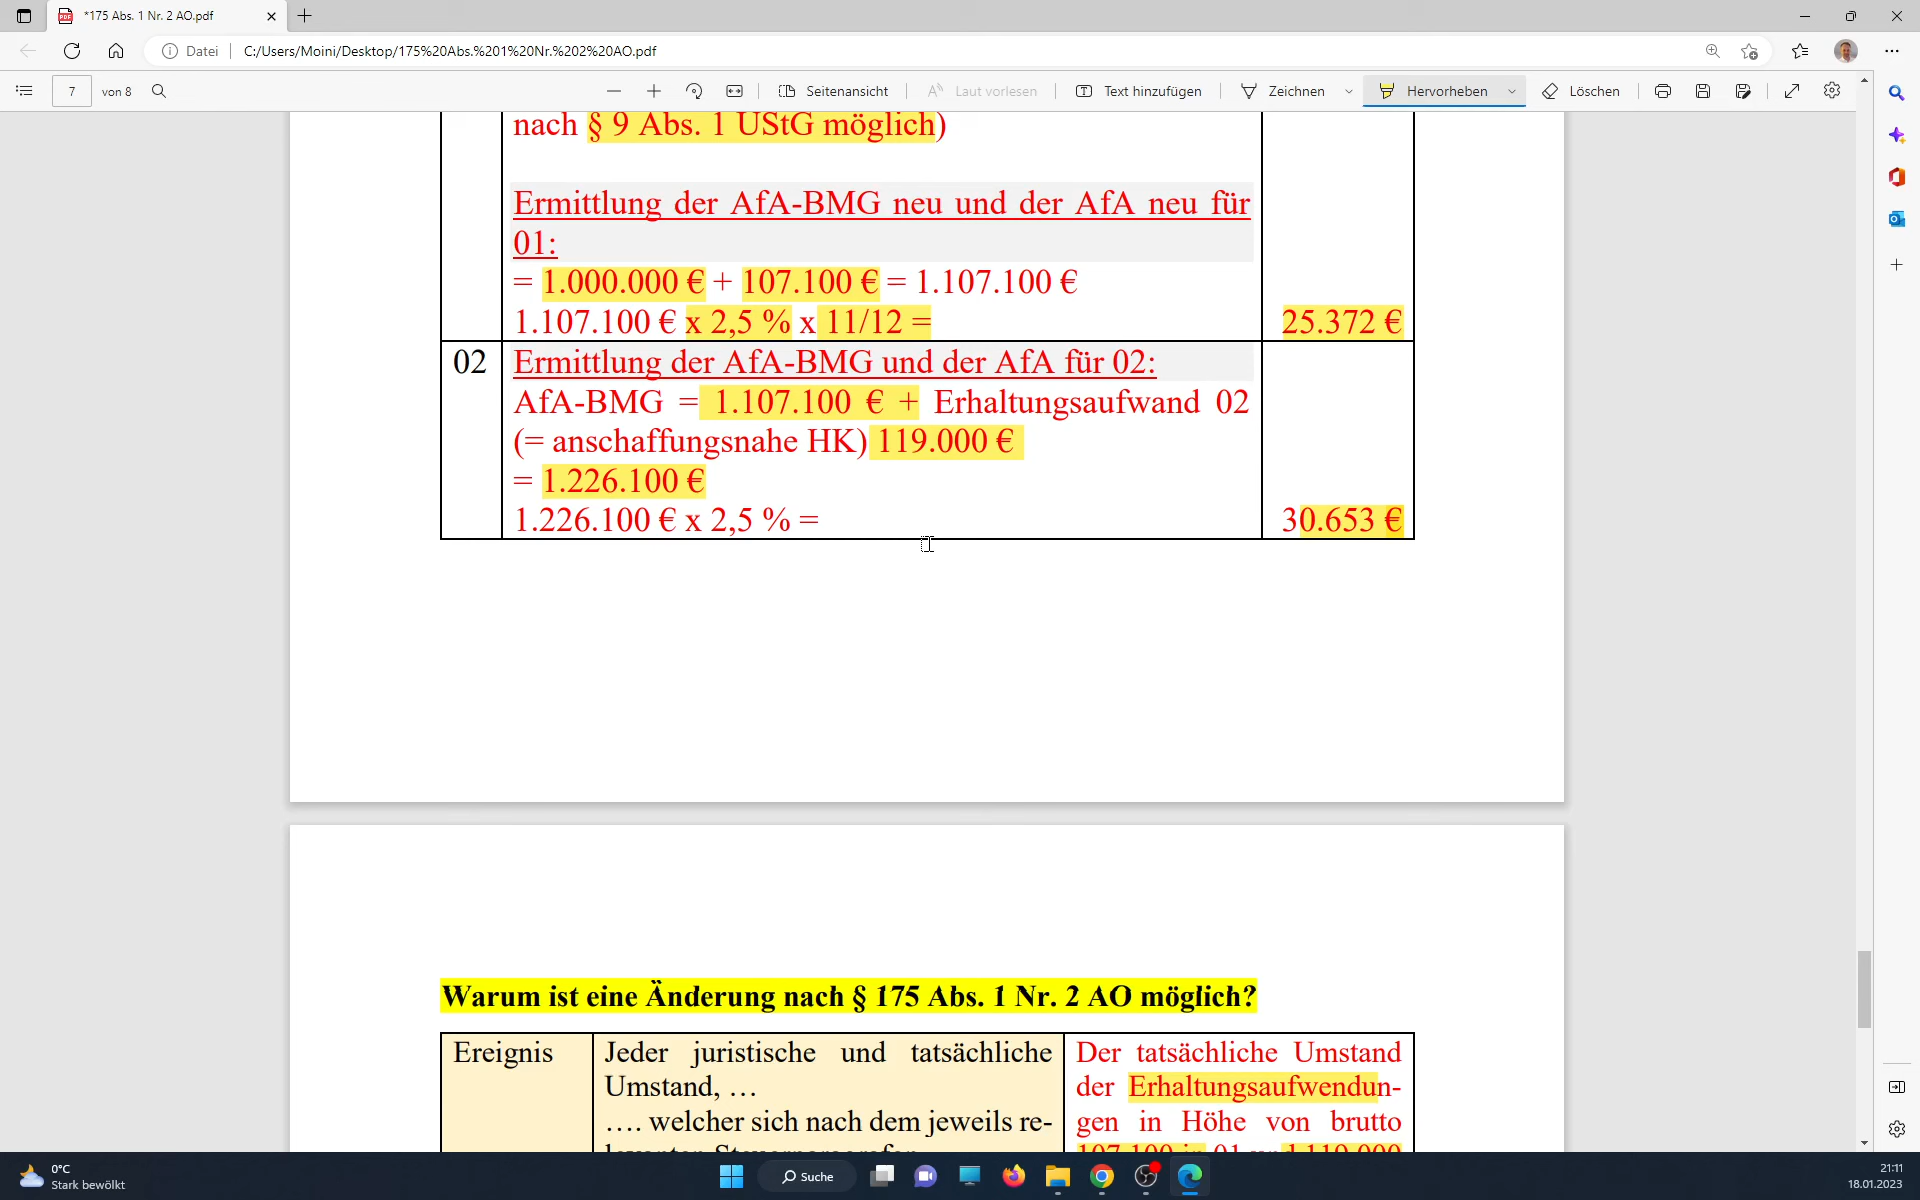 *175 Abs. 1 Nr. 2 AO.pdf
Datei
C:/Users/Moini/Desktop/175%20Abs.%201%20Nr.%202%20AO.pdf
7 von 8
Seitenansicht
Laut vorlesen
Text hinzufügen
Zeichnen
Hervorheben
Löschen
nach § 9 Abs. 1 UStG möglich)
Ermittlung der AfA-BMG neu und der AfA neu für
01:
= 1.000.000 € + 107.100 € = 1.107.100 €
1.107.100 € x 2,5 % x 11/12 = 25.372 €
02 Ermittlung der AfA-BMG und der AfA für 02:
AfA-BMG = 1.107.100 € + Erhaltungsaufwand 02
(= anschaffungsnahe HK) 119.000 €
= 1.226.100 €
1.226.100 € x 2,5 % = 30.653 €
Warum ist eine Änderung nach § 175 Abs. 1 Nr. 2 AO möglich?
Ereignis
Jeder juristische und tatsächliche
Umstand, …
…. welcher sich nach dem jeweils re-
Der tatsächliche Umstand
der Erhaltungsaufwendun-
gen in Höhe von brutto
107.100 in 01 und 119.000
0°C
Stark bewölkt
Suche
21:11
18.01.2023